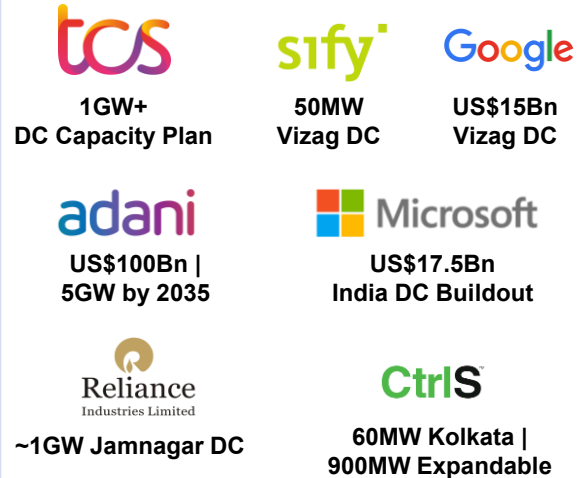 tcs
1GW+
DC Capacity Plan
sify
50MW
Vizag DC
Google
US$15Bn
Vizag DC
adani
US$100Bn |
5GW by 2035
Microsoft
US$17.5Bn
India DC Buildout
Reliance
Industries Limited
~1GW Jamnagar DC
CtrlS™
60MW Kolkata |
900MW Expandable